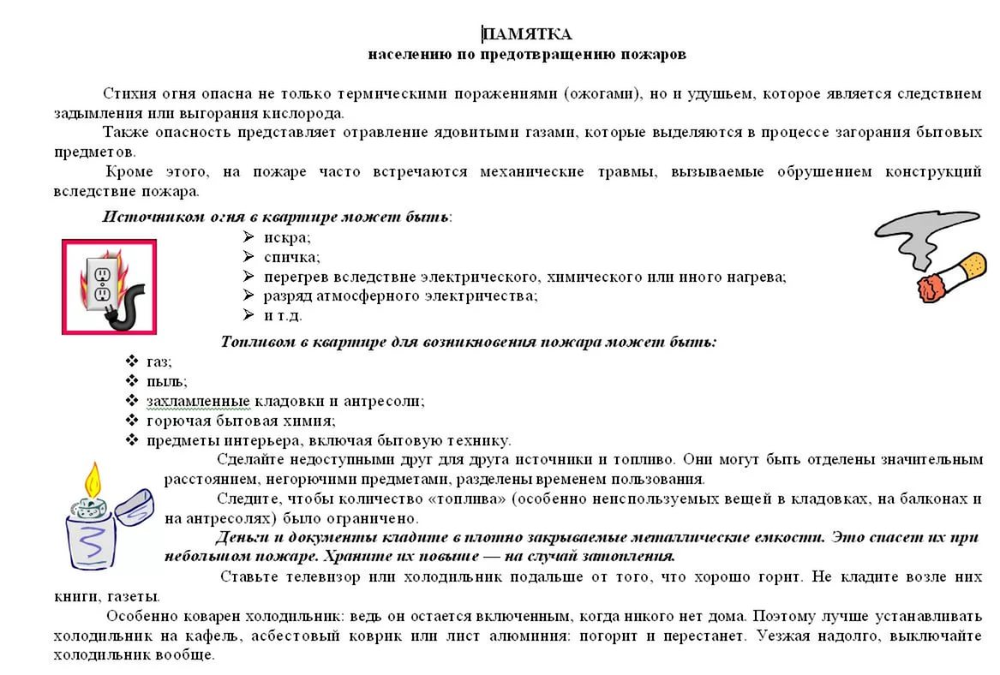 ПАМЯТКА
населению по предотвращению пожаров
Стихия огня опасна не только термическими поражениями (ожогами), но и удушьем, которое является следствием
задымления или выгорания кислорода.
Также опасность представляет отравление ядовитыми газами, которые выделяются в процессе загорания бытовых
предметов.
Кроме этого, на пожаре часто встречаются механические травмы, вызываемые обрушением конструкций
вследствие пожара.
Источником огня в квартире может быть:
➢ искра;
➢ спичка;
➢ перегрев вследствие электрического, химического или иного нагрева;
➢ разряд атмосферного электричества;
➢ и т.д.
Топливом в квартире для возникновения пожара может быть:
❖ газ;
❖ пыль;
❖ захламленные кладовки и антресоли;
❖ горючая бытовая химия;
❖ предметы интерьера, включая бытовую технику.
Сделайте недоступными друг для друга источники и топливо. Они могут быть отделены значительным
расстоянием, негорючими предметами, разделены временем пользования.
Следите, чтобы количество «топлива» (особенно неиспользуемых вещей в кладовках, на балконах и
на антресолях) было ограничено.
Деньги и документы кладите в плотно закрываемые металлические емкости. Это спасет их при
небольшом пожаре. Храните их повыше — на случай затопления.
Ставьте телевизор или холодильник подальше от того, что хорошо горит. Не кладите возле них
книги, газеты.
Особенно коварен холодильник: ведь он остается включенным, когда никого нет дома. Поэтому лучше устанавливать
холодильник на кафель, асбестовый коврик или лист алюминия: погорит и перестанет. Уезжая надолго, выключайте
холодильник вообще.